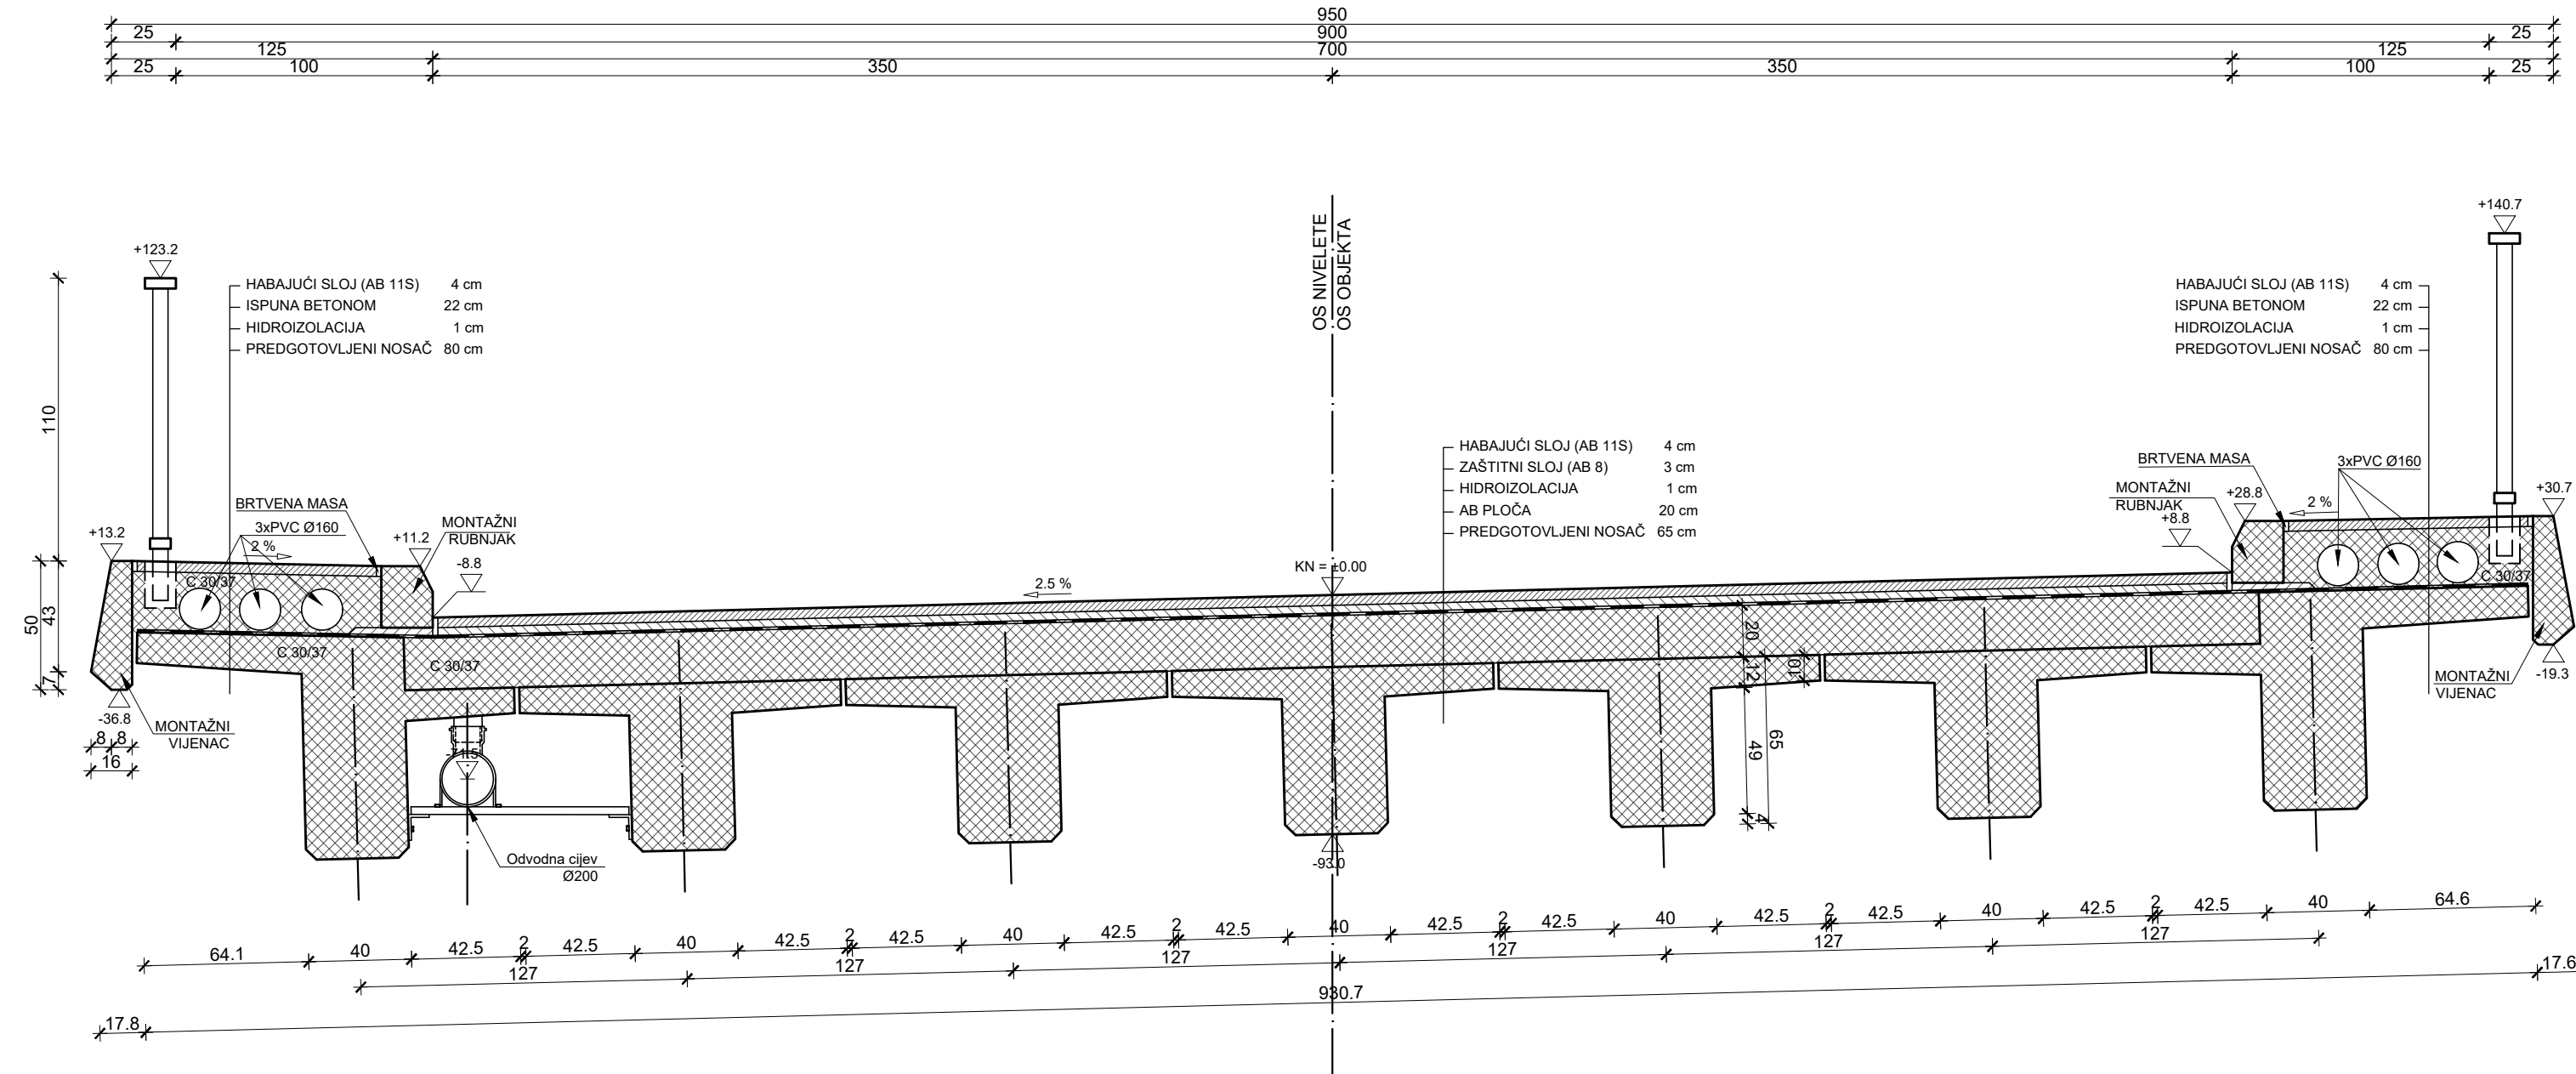 950
25 900 25
125 700 125
25 100 350 350 100 25
OS NIVELETE
OS OBJEKTA
+140.7
+123.2
HABAJUĆI SLOJ (AB 11S) 4 cm
ISPUNA BETONOM 22 cm
HIDROIZOLACIJA 1 cm
PREDGOTOVLJENI NOSAČ 80 cm
HABAJUĆI SLOJ (AB 11S) 4 cm
ISPUNA BETONOM 22 cm
HIDROIZOLACIJA 1 cm
PREDGOTOVLJENI NOSAČ 80 cm
110
HABAJUĆI SLOJ (AB 11S) 4 cm
ZAŠTITNI SLOJ (AB 8) 3 cm
HIDROIZOLACIJA 1 cm
AB PLOČA 20 cm
PREDGOTOVLJENI NOSAČ 65 cm
BRTVENA MASA
3xPVC Ø160
MONTAŽNI
RUBNJAK
+28.8
+30.7
2 %
+8.8
BRTVENA MASA
3xPVC Ø160
MONTAŽNI
RUBNJAK
+13.2
2 %
+11.2
-8.8
KN = ±0.00
2.5 %
C 30/37
C 30/37
50
43
7
C 30/37
C 30/37
20
12
10
65
49
4
-36.8
MONTAŽNI
VIJENAC
-19.3
MONTAŽNI
VIJENAC
8 8
16
-71.5
Odvodna cijev
Ø200
-93.0
64.1 40 42.5 2 42.5 40 42.5 2 42.5 40 42.5 2 42.5 40 42.5 2 42.5 40 42.5 2 42.5 40 42.5 2 42.5 40 64.6
127 127 127 127 127 127
17.8 930.7 17.6